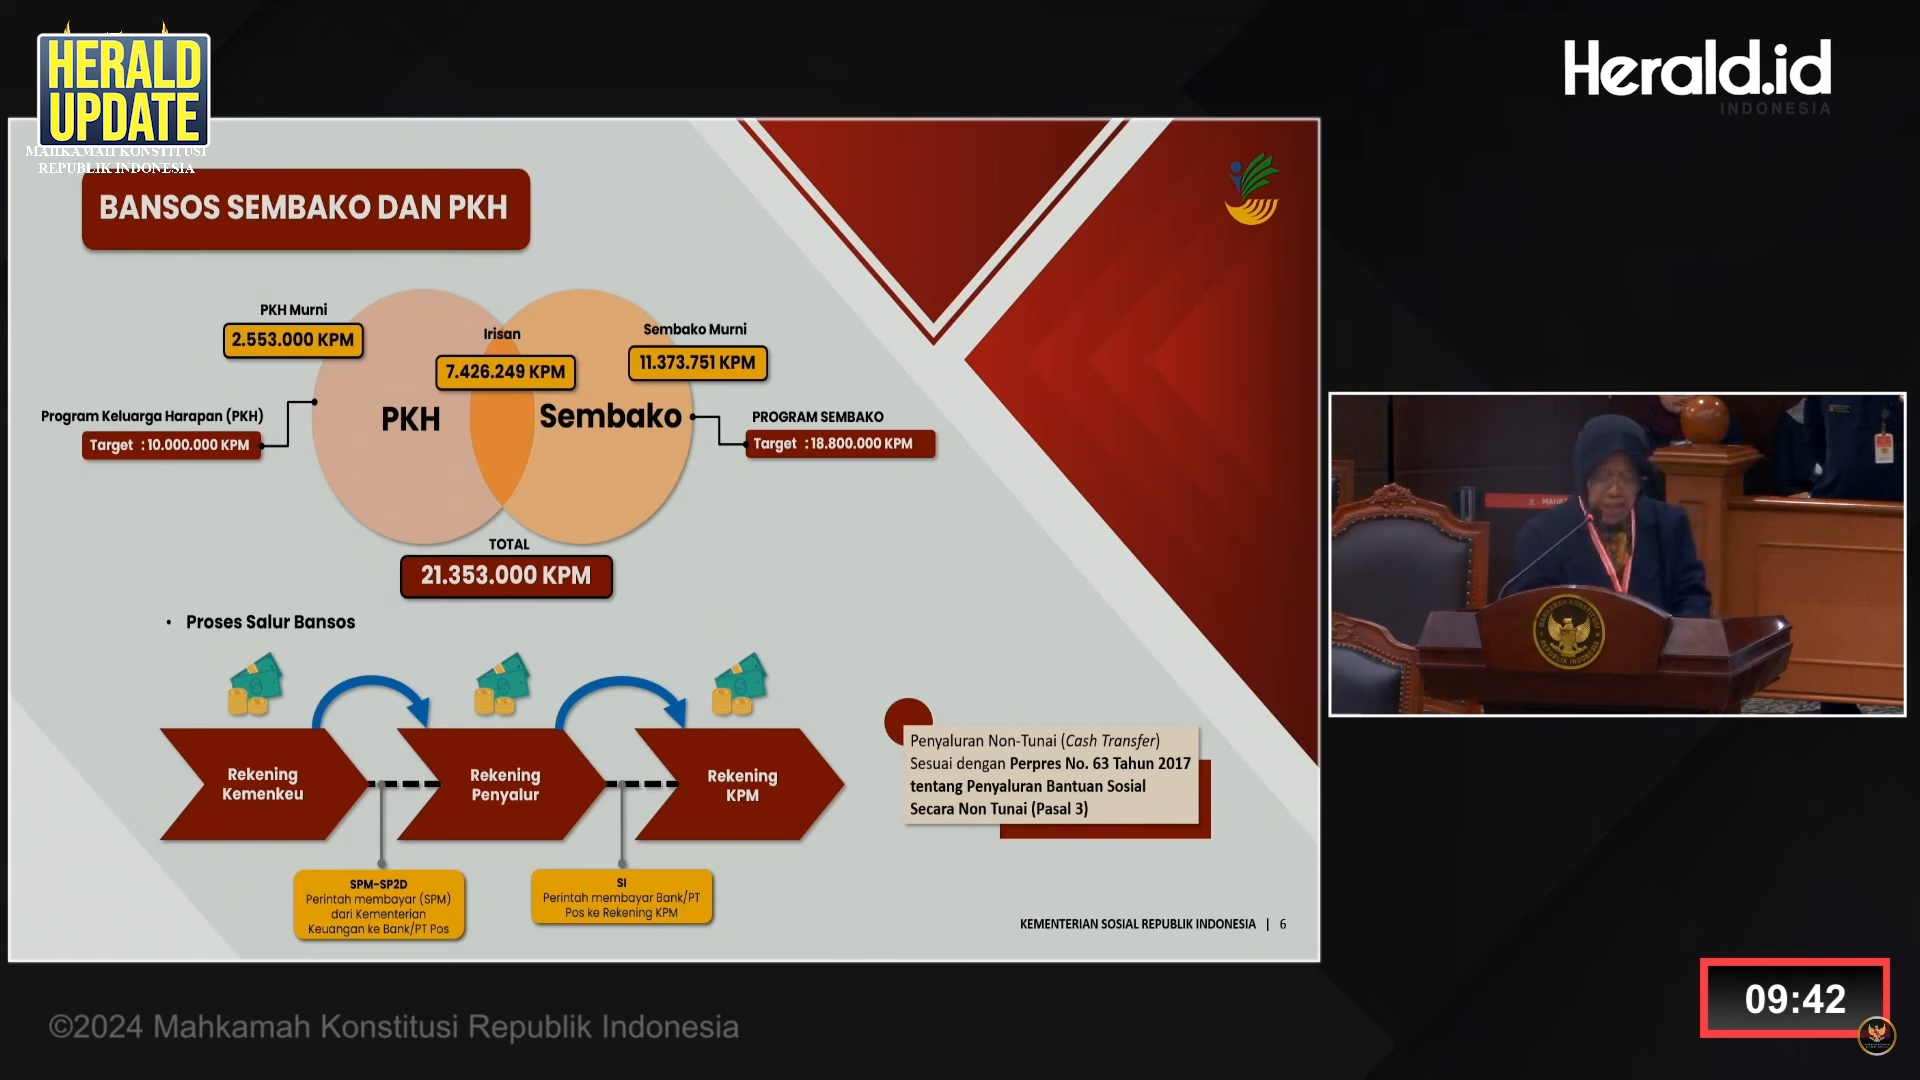 HERALD
UPDATE
Herald.id
INDONESIA
MAHKAMAH KONSTITUSI
REPUBLIK INDONESIA
BANSOS SEMBAKO DAN PKH
PKH Murni
2.553.000 KPM
Irisan
7.426.249 KPM
Sembako Murni
11.373.751 KPM
Program Keluarga Harapan (PKH)
Target : 10.000.000 KPM
PKH
Sembako
PROGRAM SEMBAKO
Target : 18.800.000 KPM
TOTAL
21.353.000 KPM
• Proses Salur Bansos
Rekening
Kemenkeu
Rekening
Penyalur
Rekening
KPM
SPM-SP2D
Perintah membayar (SPM)
dari Kementerian
Keuangan ke Bank/PT Pos
SI
Perintah membayar Bank/PT
Pos ke Rekening KPM
Penyaluran Non-Tunai (Cash Transfer)
Sesuai dengan Perpres No. 63 Tahun 2017
tentang Penyaluran Bantuan Sosial
Secara Non Tunai (Pasal 3)
KEMENTERIAN SOSIAL REPUBLIK INDONESIA | 6
MAHKAMAH KONSTITUSI
REPUBLIK INDONESIA
09:42
©2024 Mahkamah Konstitusi Republik Indonesia